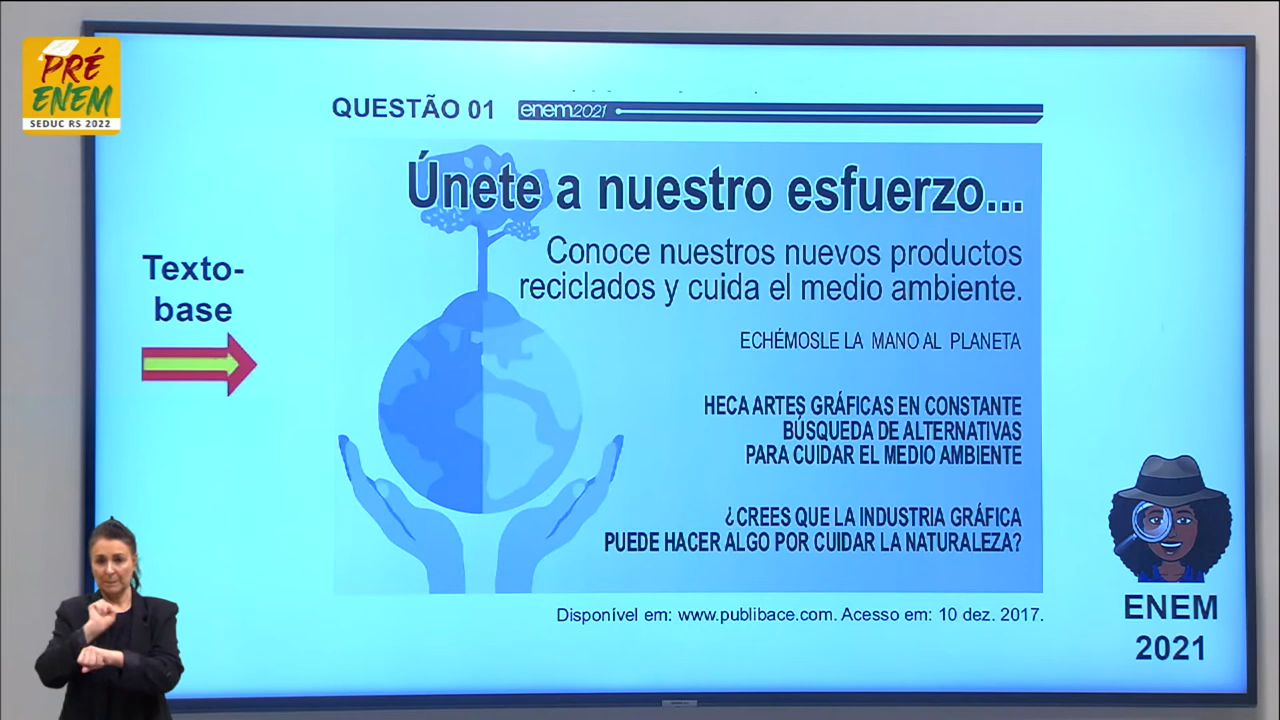 PRÉ
ENEM
SEDUC RS 2022
QUESTÃO 01
enem2021
Texto-
base
Únete a nuestro esfuerzo...
Conoce nuestros nuevos productos
reciclados y cuida el medio ambiente.
ECHÉMOSLE LA MANO AL PLANETA
HECA ARTES GRÁFICAS EN CONSTANTE
BÚSQUEDA DE ALTERNATIVAS
PARA CUIDAR EL MEDIO AMBIENTE
¿CREES QUE LA INDUSTRIA GRÁFICA
PUEDE HACER ALGO POR CUIDAR LA NATURALEZA?
Disponível em: www.publibace.com. Acesso em: 10 dez. 2017.
ENEM
2021